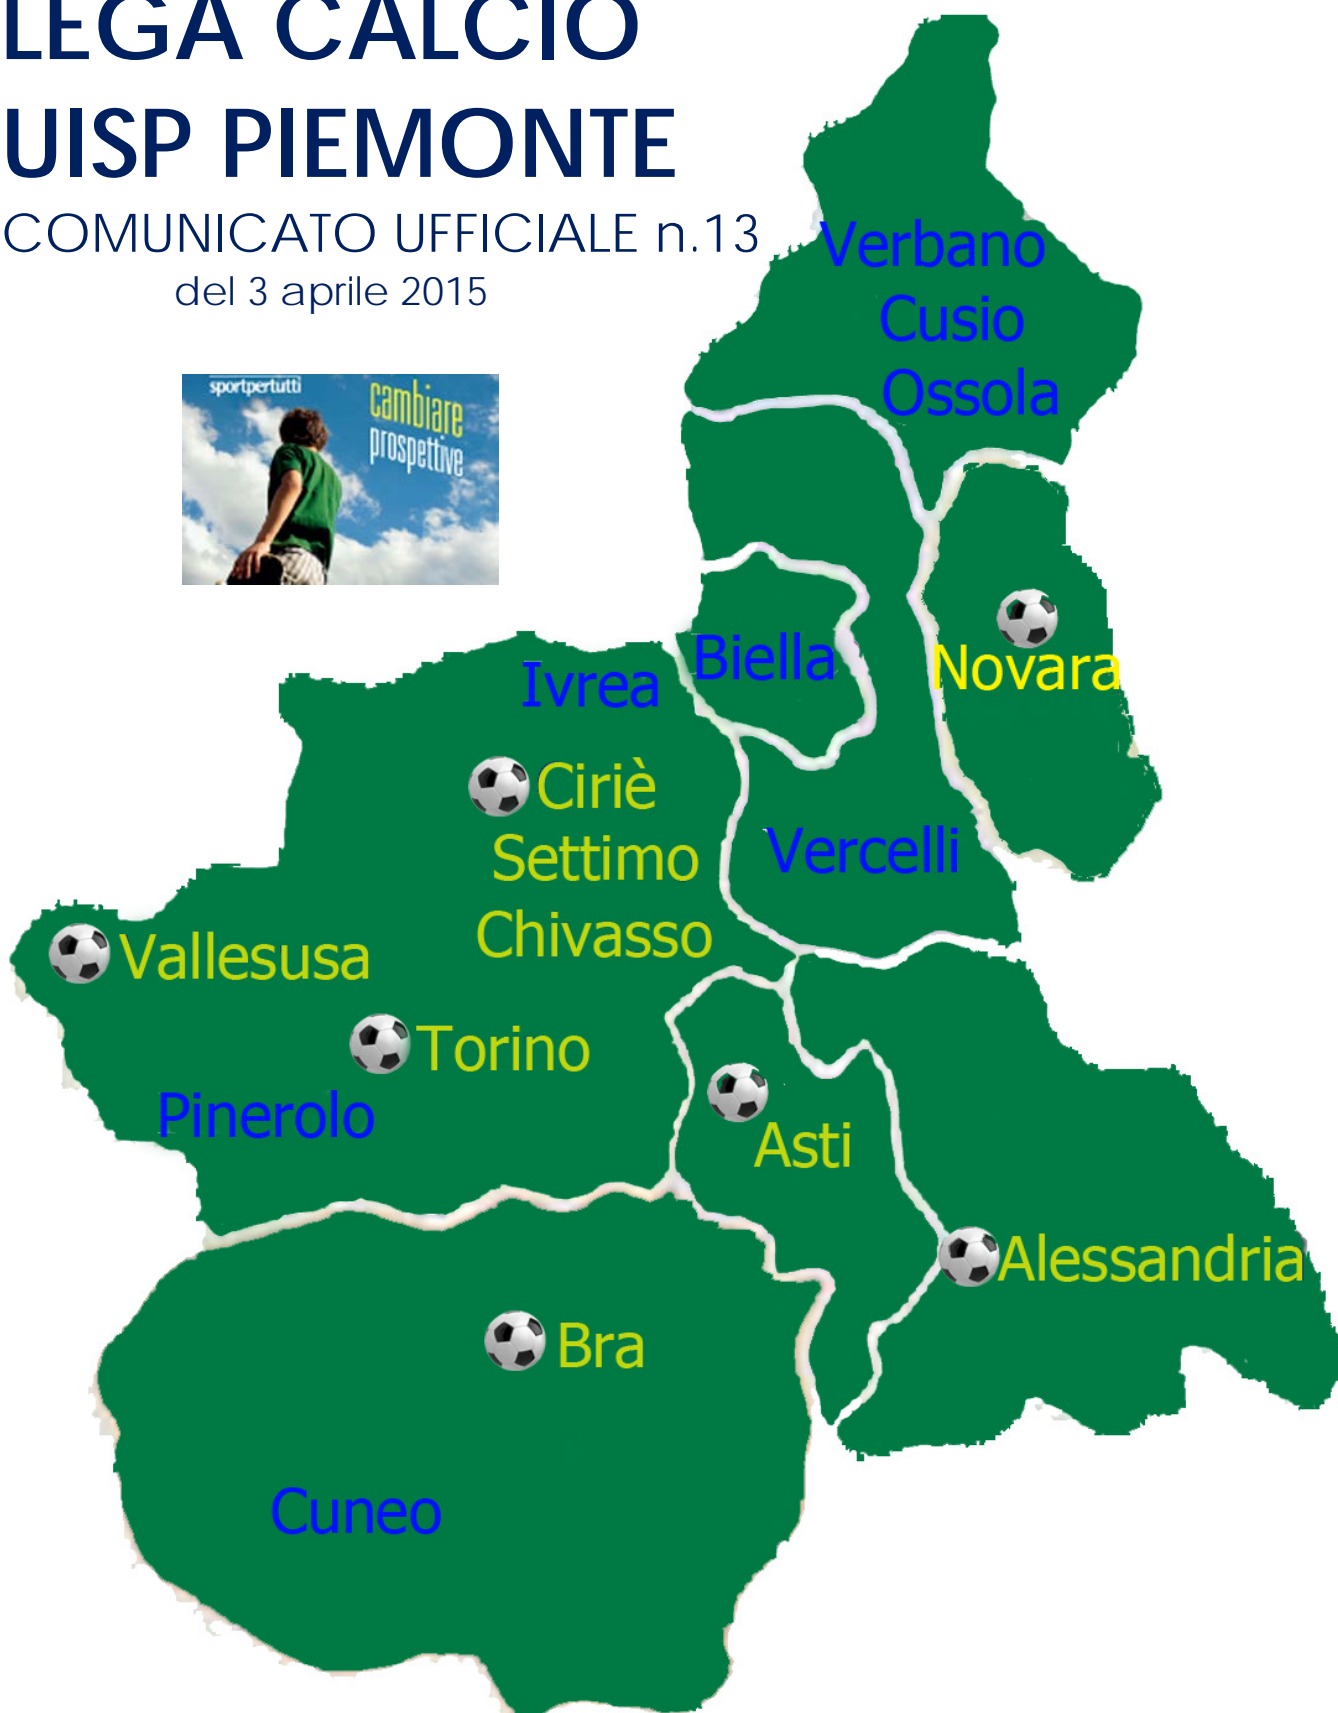 LEGA CALCIO
UISP PIEMONTE
COMUNICATO UFFICIALE n.13
del 3 aprile 2015
sportpertutti
cambiare
prospettive
Verbano
Cusio
Ossola
Biella
Novara
Ivrea
Ciriè
Settimo
Chivasso
Vercelli
Vallesusa
Torino
Pinerolo
Asti
Alessandria
Bra
Cuneo